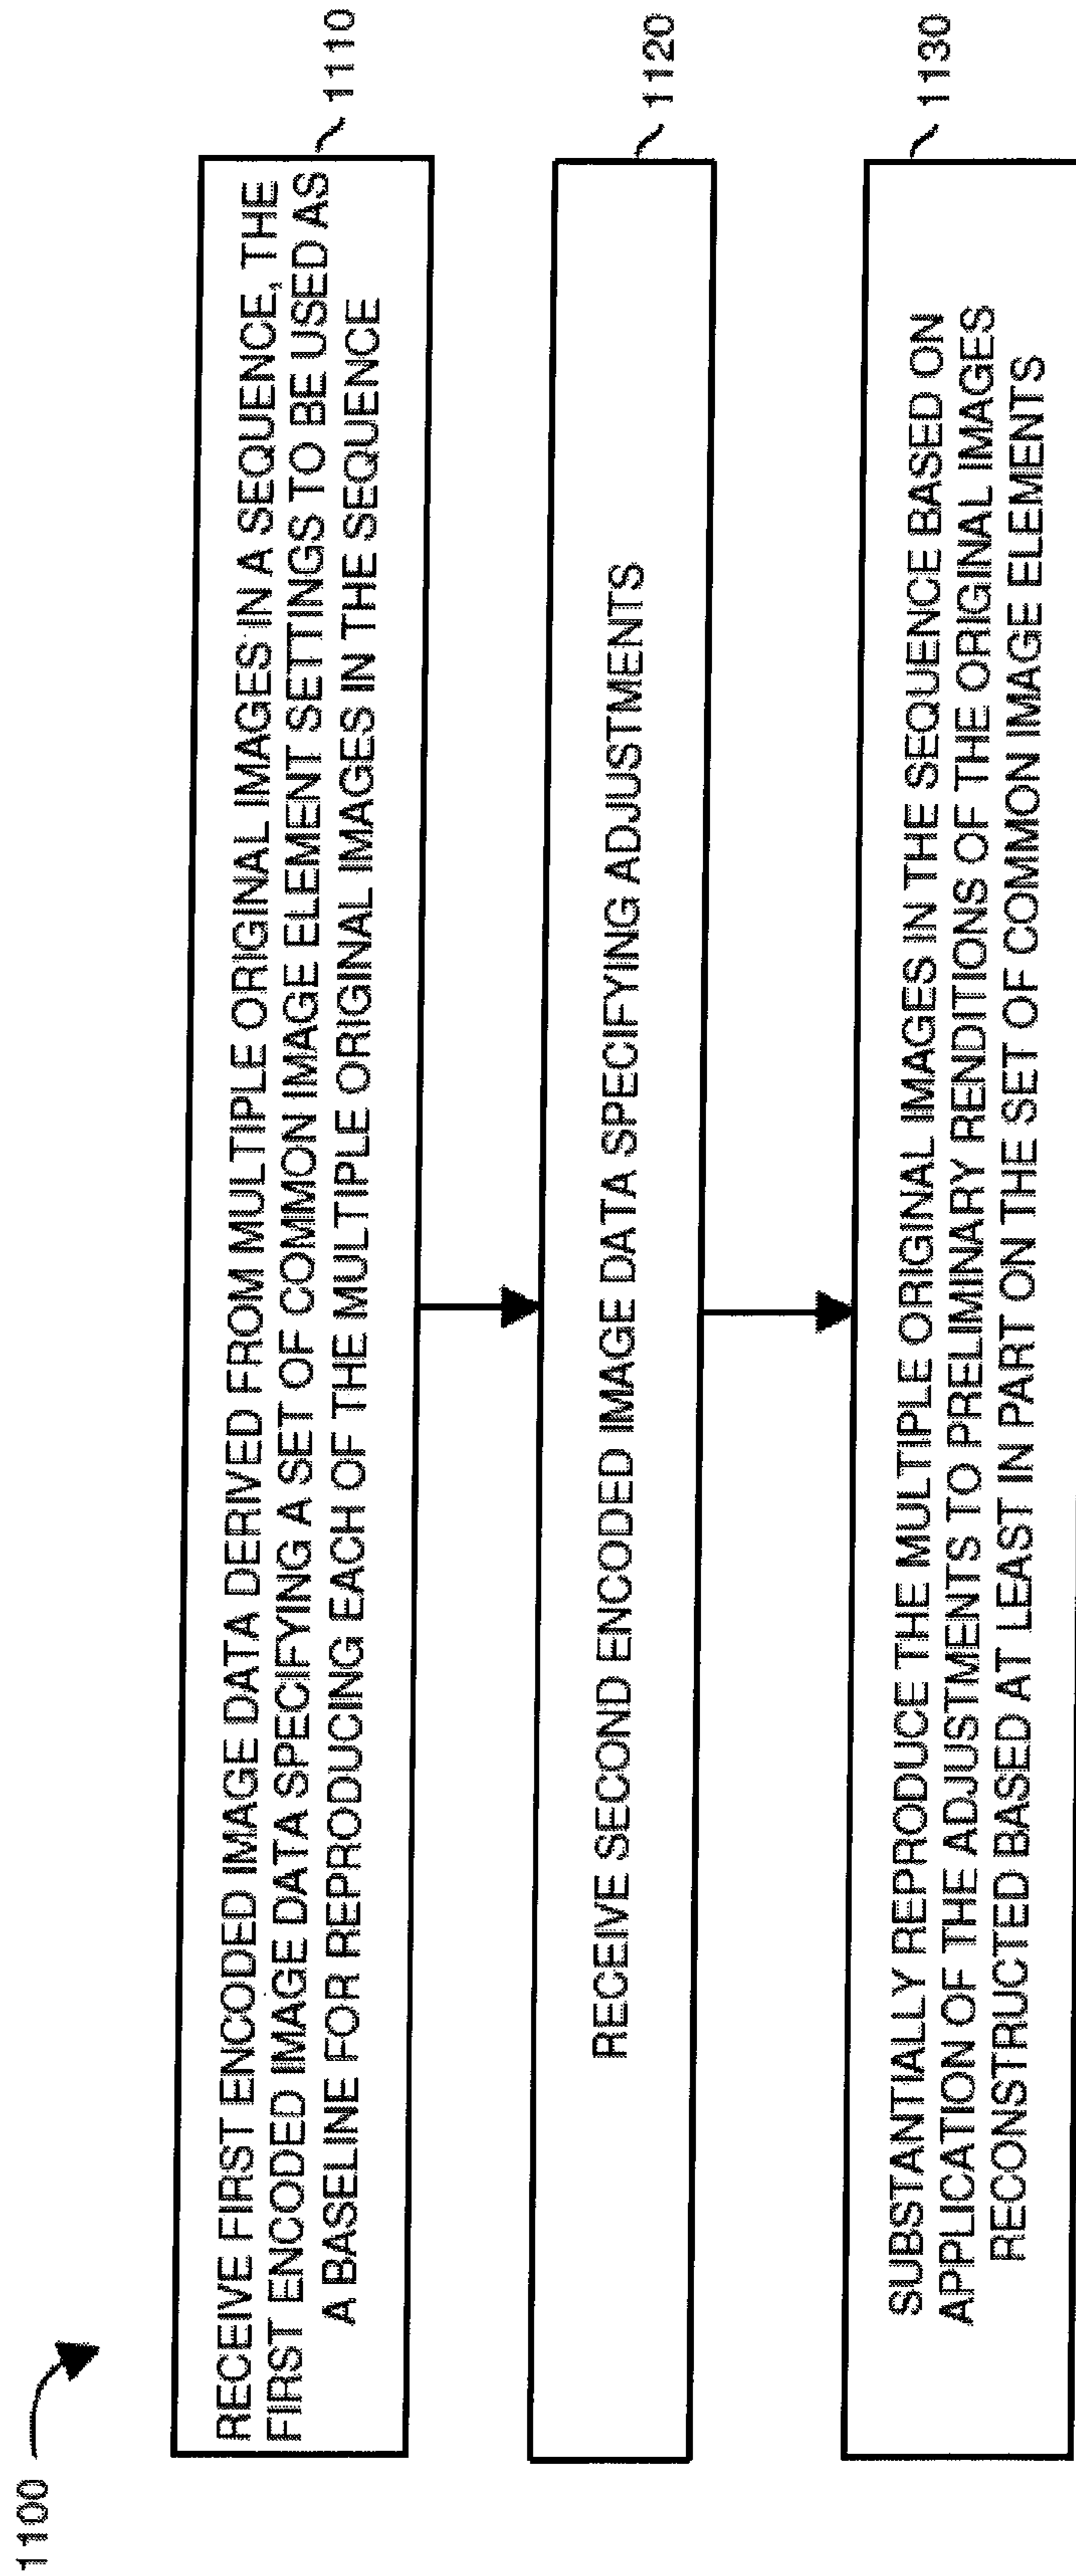 1100
RECEIVE FIRST ENCODED IMAGE DATA DERIVED FROM MULTIPLE ORIGINAL IMAGES IN A SEQUENCE, THE
FIRST ENCODED IMAGE DATA SPECIFYING A SET OF COMMON IMAGE ELEMENT SETTINGS TO BE USED AS
A BASELINE FOR REPRODUCING EACH OF THE MULTIPLE ORIGINAL IMAGES IN THE SEQUENCE
1110
RECEIVE SECOND ENCODED IMAGE DATA SPECIFYING ADJUSTMENTS
1120
SUBSTANTIALLY REPRODUCE THE MULTIPLE ORIGINAL IMAGES IN THE SEQUENCE BASED ON
APPLICATION OF THE ADJUSTMENTS TO PRELIMINARY RENDITIONS OF THE ORIGINAL IMAGES
RECONSTRUCTED BASED AT LEAST IN PART ON THE SET OF COMMON IMAGE ELEMENTS
1130